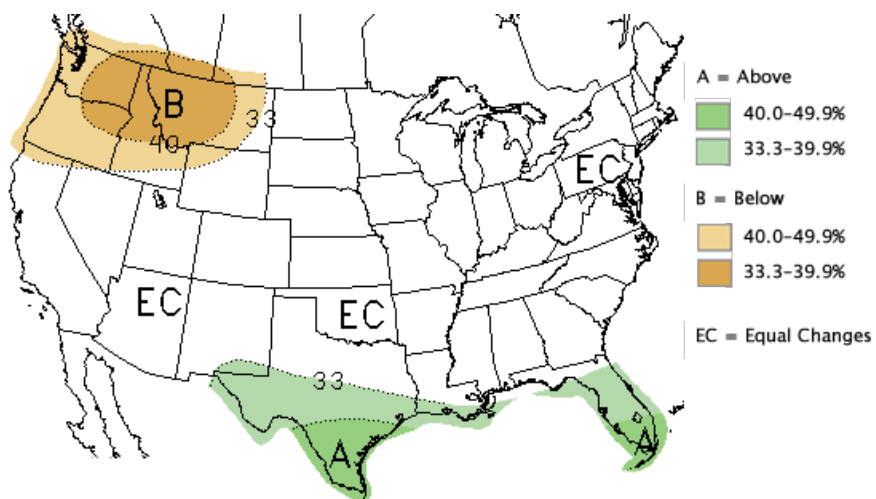 B
33
40
EC
EC
EC
33
A
A
A = Above
40.0-49.9%
33.3-39.9%
B = Below
40.0-49.9%
33.3-39.9%
EC = Equal Changes